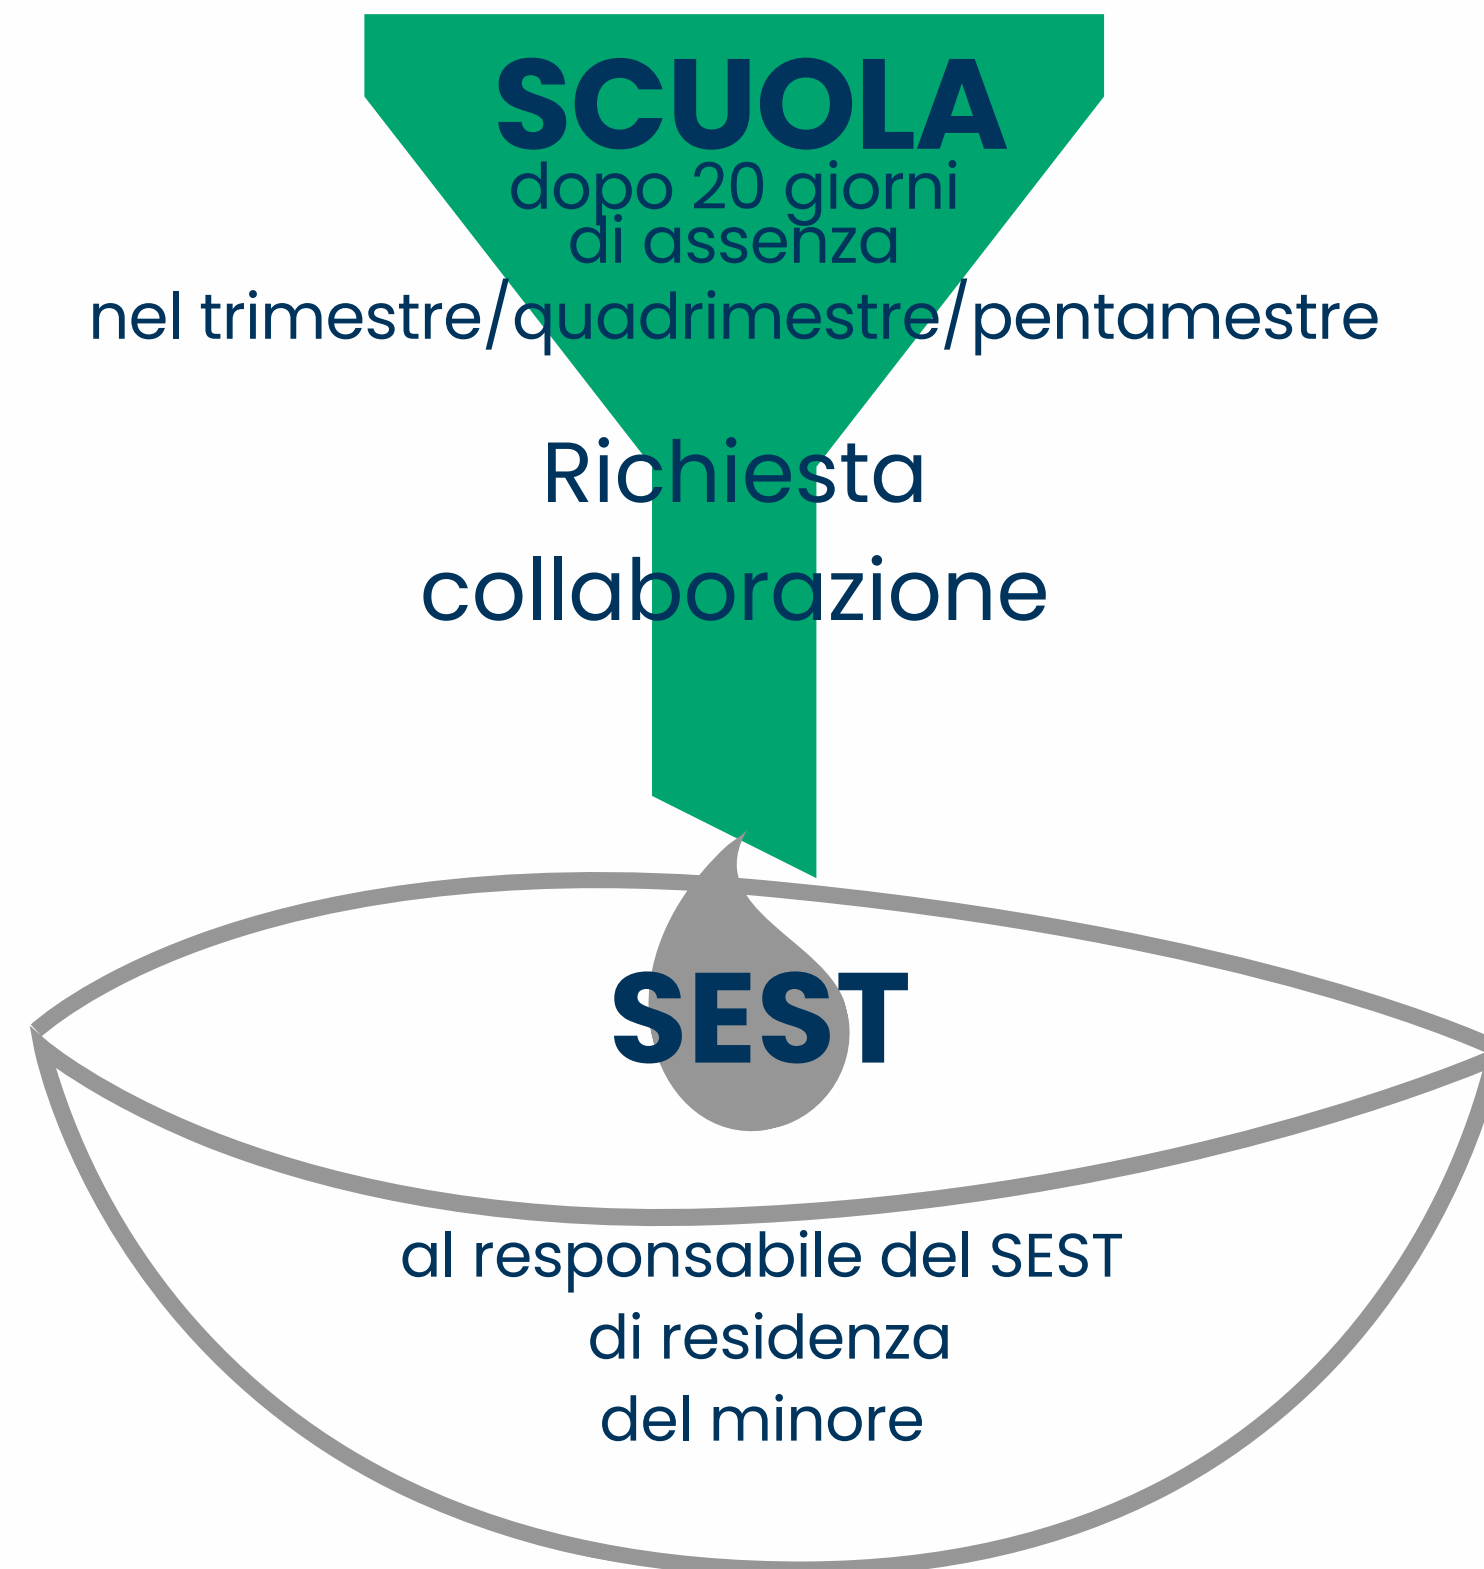 SCUOLA
dopo 20 giorni
di assenza
nel trimestre/quadrimestre/pentamestre
Richiesta
collaborazione
SEST
al responsabile del SEST
di residenza
del minore